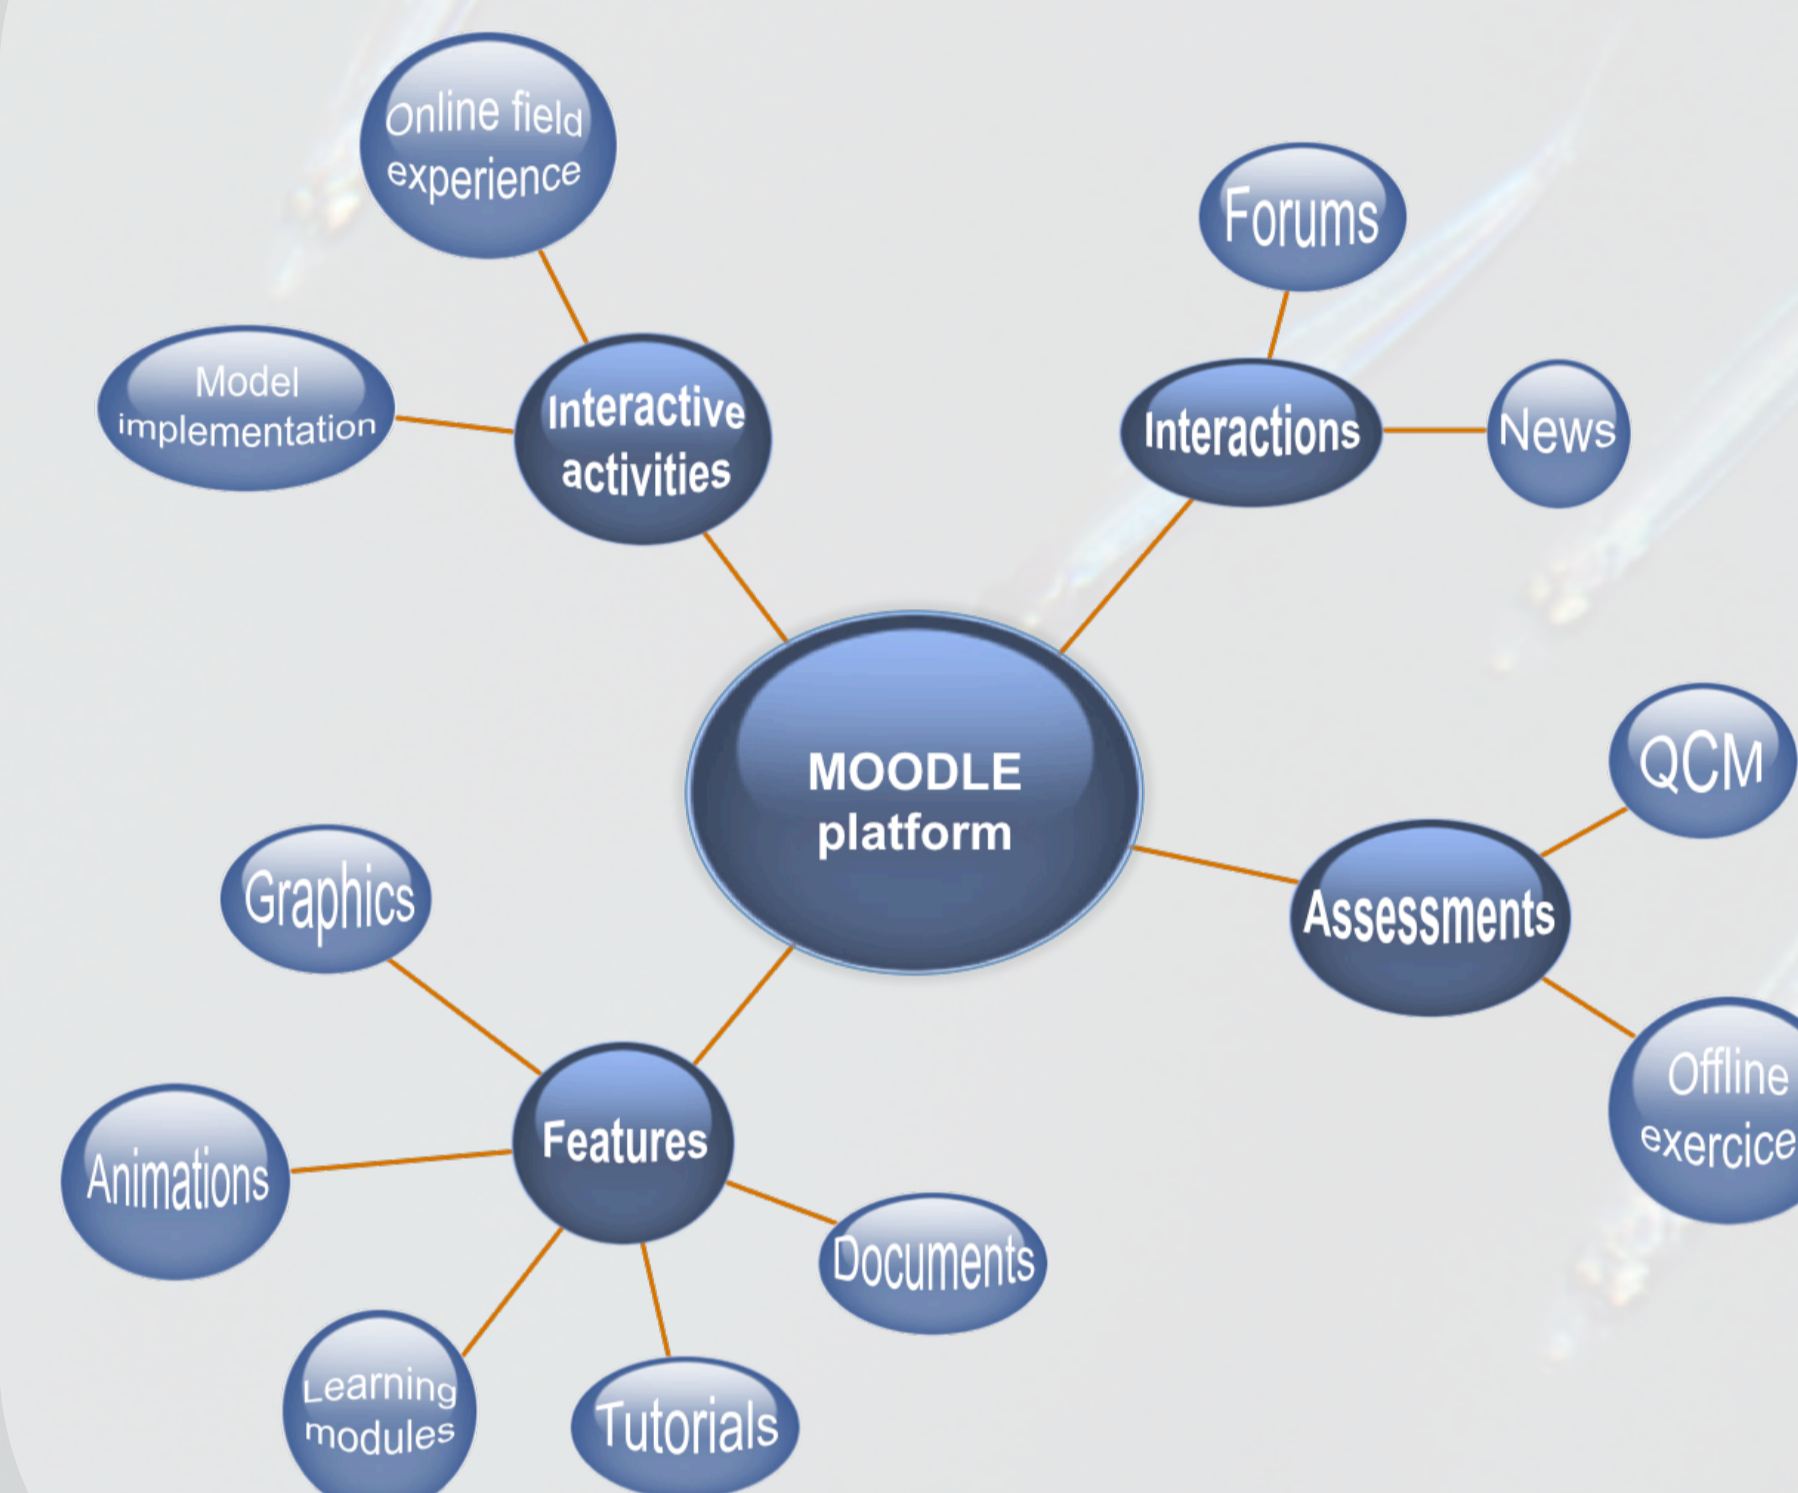 Online field
experience
Forums
Model
implementation
Interactive
activities
Interactions
News
MOODLE
platform
QCM
Graphics
Assessments
Offline
exercice
Features
Animations
Documents
Learning
modules
Tutorials